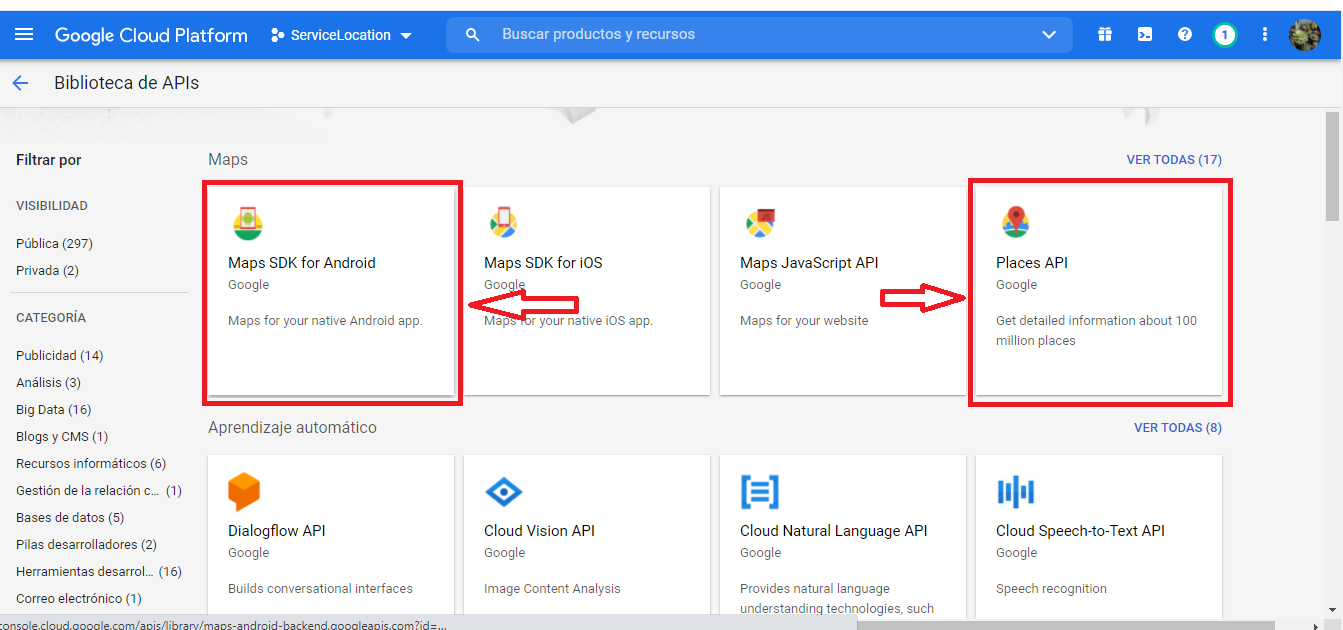 Google Cloud Platform
ServiceLocation
Buscar productos y recursos
1
Biblioteca de APIs
Filtrar por
VISIBILIDAD
Pública (297)
Privada (2)
CATEGORÍA
Publicidad (14)
Análisis (3)
Big Data (16)
Blogs y CMS (1)
Recursos informáticos (6)
Gestión de la relación c... (1)
Bases de datos (5)
Pilas desarrolladores (2)
Herramientas desarrol... (16)
Correo electrónico (1)
Maps
VER TODAS (17)
Maps SDK for Android
Google
Maps for your native Android app.
Maps SDK for iOS
Google
Maps for your native iOS app.
JS
Maps JavaScript API
Google
Maps for your website
Places API
Google
Get detailed information about 100
million places
Aprendizaje automático
VER TODAS (8)
Dialogflow API
Google
Builds conversational interfaces
Cloud Vision API
Google
Image Content Analysis
Cloud Natural Language API
Google
Provides natural language
understanding technologies, such
Cloud Speech-to-Text API
Google
Speech recognition
console.cloud.google.com/apis/library/maps-android-backend.googleapis.com?id=...